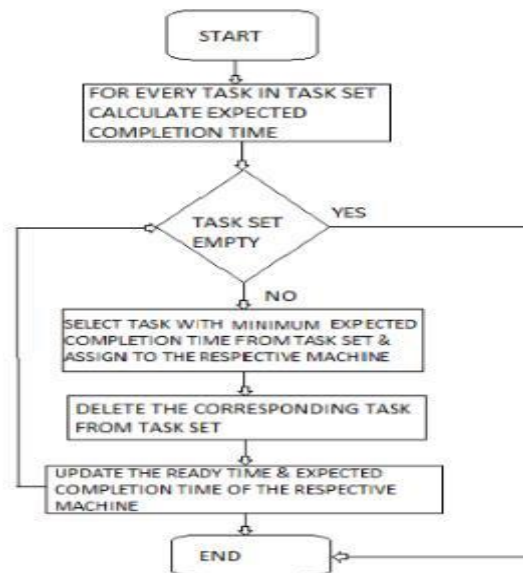 START
FOR EVERY TASK IN TASK SET
CALCULATE EXPECTED
COMPLETION TIME
TASK SET
EMPTY
YES
NO
SELECT TASK WITH MINIMUM EXPECTED
COMPLETION TIME FROM TASK SET &
ASSIGN TO THE RESPECTIVE MACHINE
DELETE THE CORRESPONDING TASK
FROM TASK SET
UPDATE THE READY TIME & EXPECTED
COMPLETION TIME OF THE RESPECTIVE
MACHINE
END